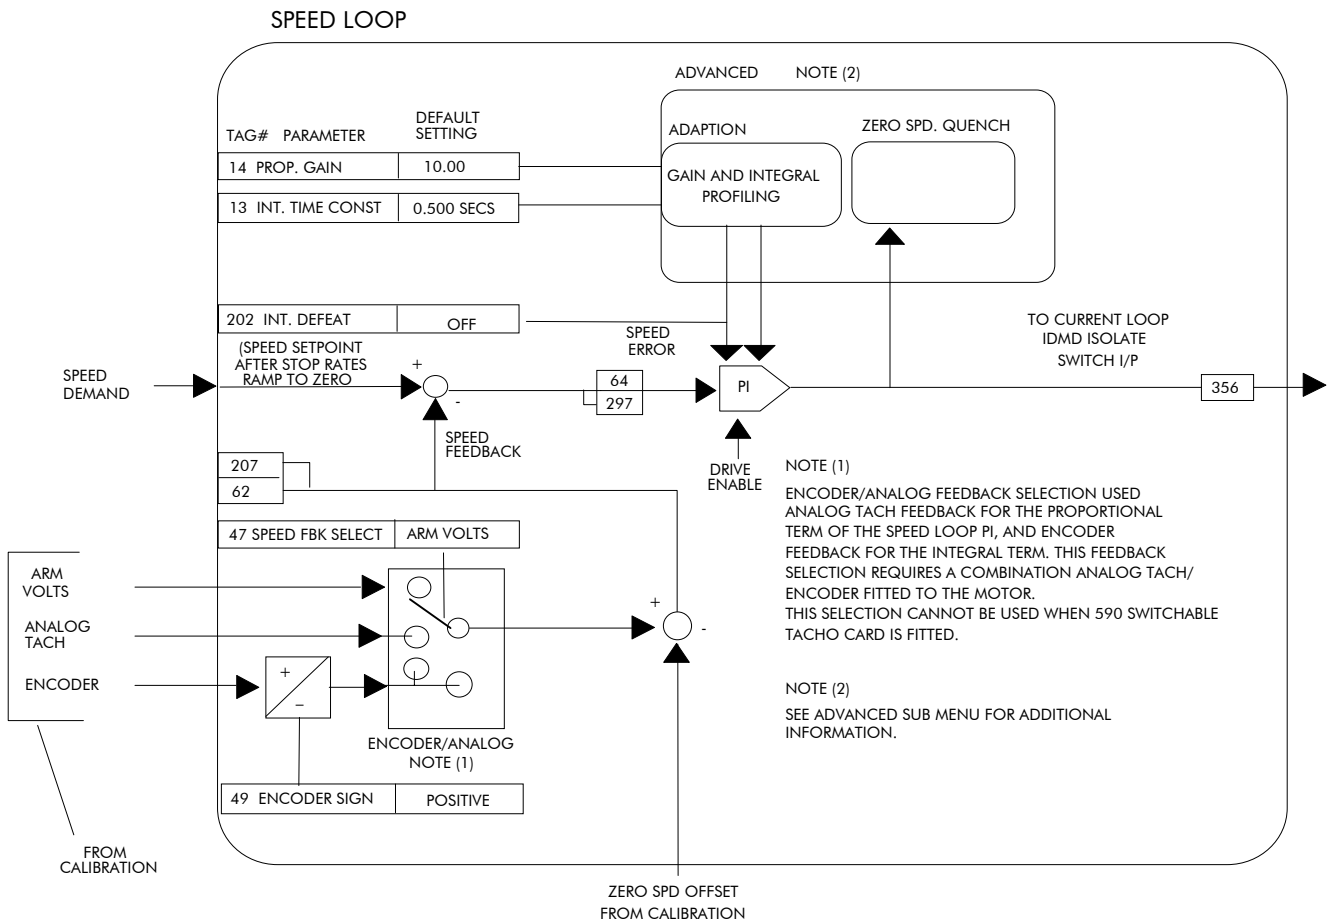 SPEED LOOP
ADVANCED NOTE (2)
TAG# PARAMETER
DEFAULT
SETTING
ADAPTION
ZERO SPD. QUENCH
14 PROP. GAIN 10.00
GAIN AND INTEGRAL
PROFILING
13 INT. TIME CONST 0.500 SECS
202 INT. DEFEAT OFF
SPEED
ERROR
TO CURRENT LOOP
IDMD ISOLATE
SWITCH I/P
SPEED
DEMAND
(SPEED SETPOINT
AFTER STOP RATES
RAMP TO ZERO
+
-
64
297
PI
356
SPEED
FEEDBACK
DRIVE
ENABLE
207
62
NOTE (1)
ENCODER/ANALOG FEEDBACK SELECTION USED
ANALOG TACH FEEDBACK FOR THE PROPORTIONAL
TERM OF THE SPEED LOOP PI, AND ENCODER
FEEDBACK FOR THE INTEGRAL TERM. THIS FEEDBACK
SELECTION REQUIRES A COMBINATION ANALOG TACH/
ENCODER FITTED TO THE MOTOR.
THIS SELECTION CANNOT BE USED WHEN 590 SWITCHABLE
TACHO CARD IS FITTED.
47 SPEED FBK SELECT ARM VOLTS
ARM
VOLTS
ANALOG
TACH
ENCODER
+
-
+
−
ENCODER/ANALOG
NOTE (1)
NOTE (2)
SEE ADVANCED SUB MENU FOR ADDITIONAL
INFORMATION.
49 ENCODER SIGN POSITIVE
FROM
CALIBRATION
ZERO SPD OFFSET
FROM CALIBRATION